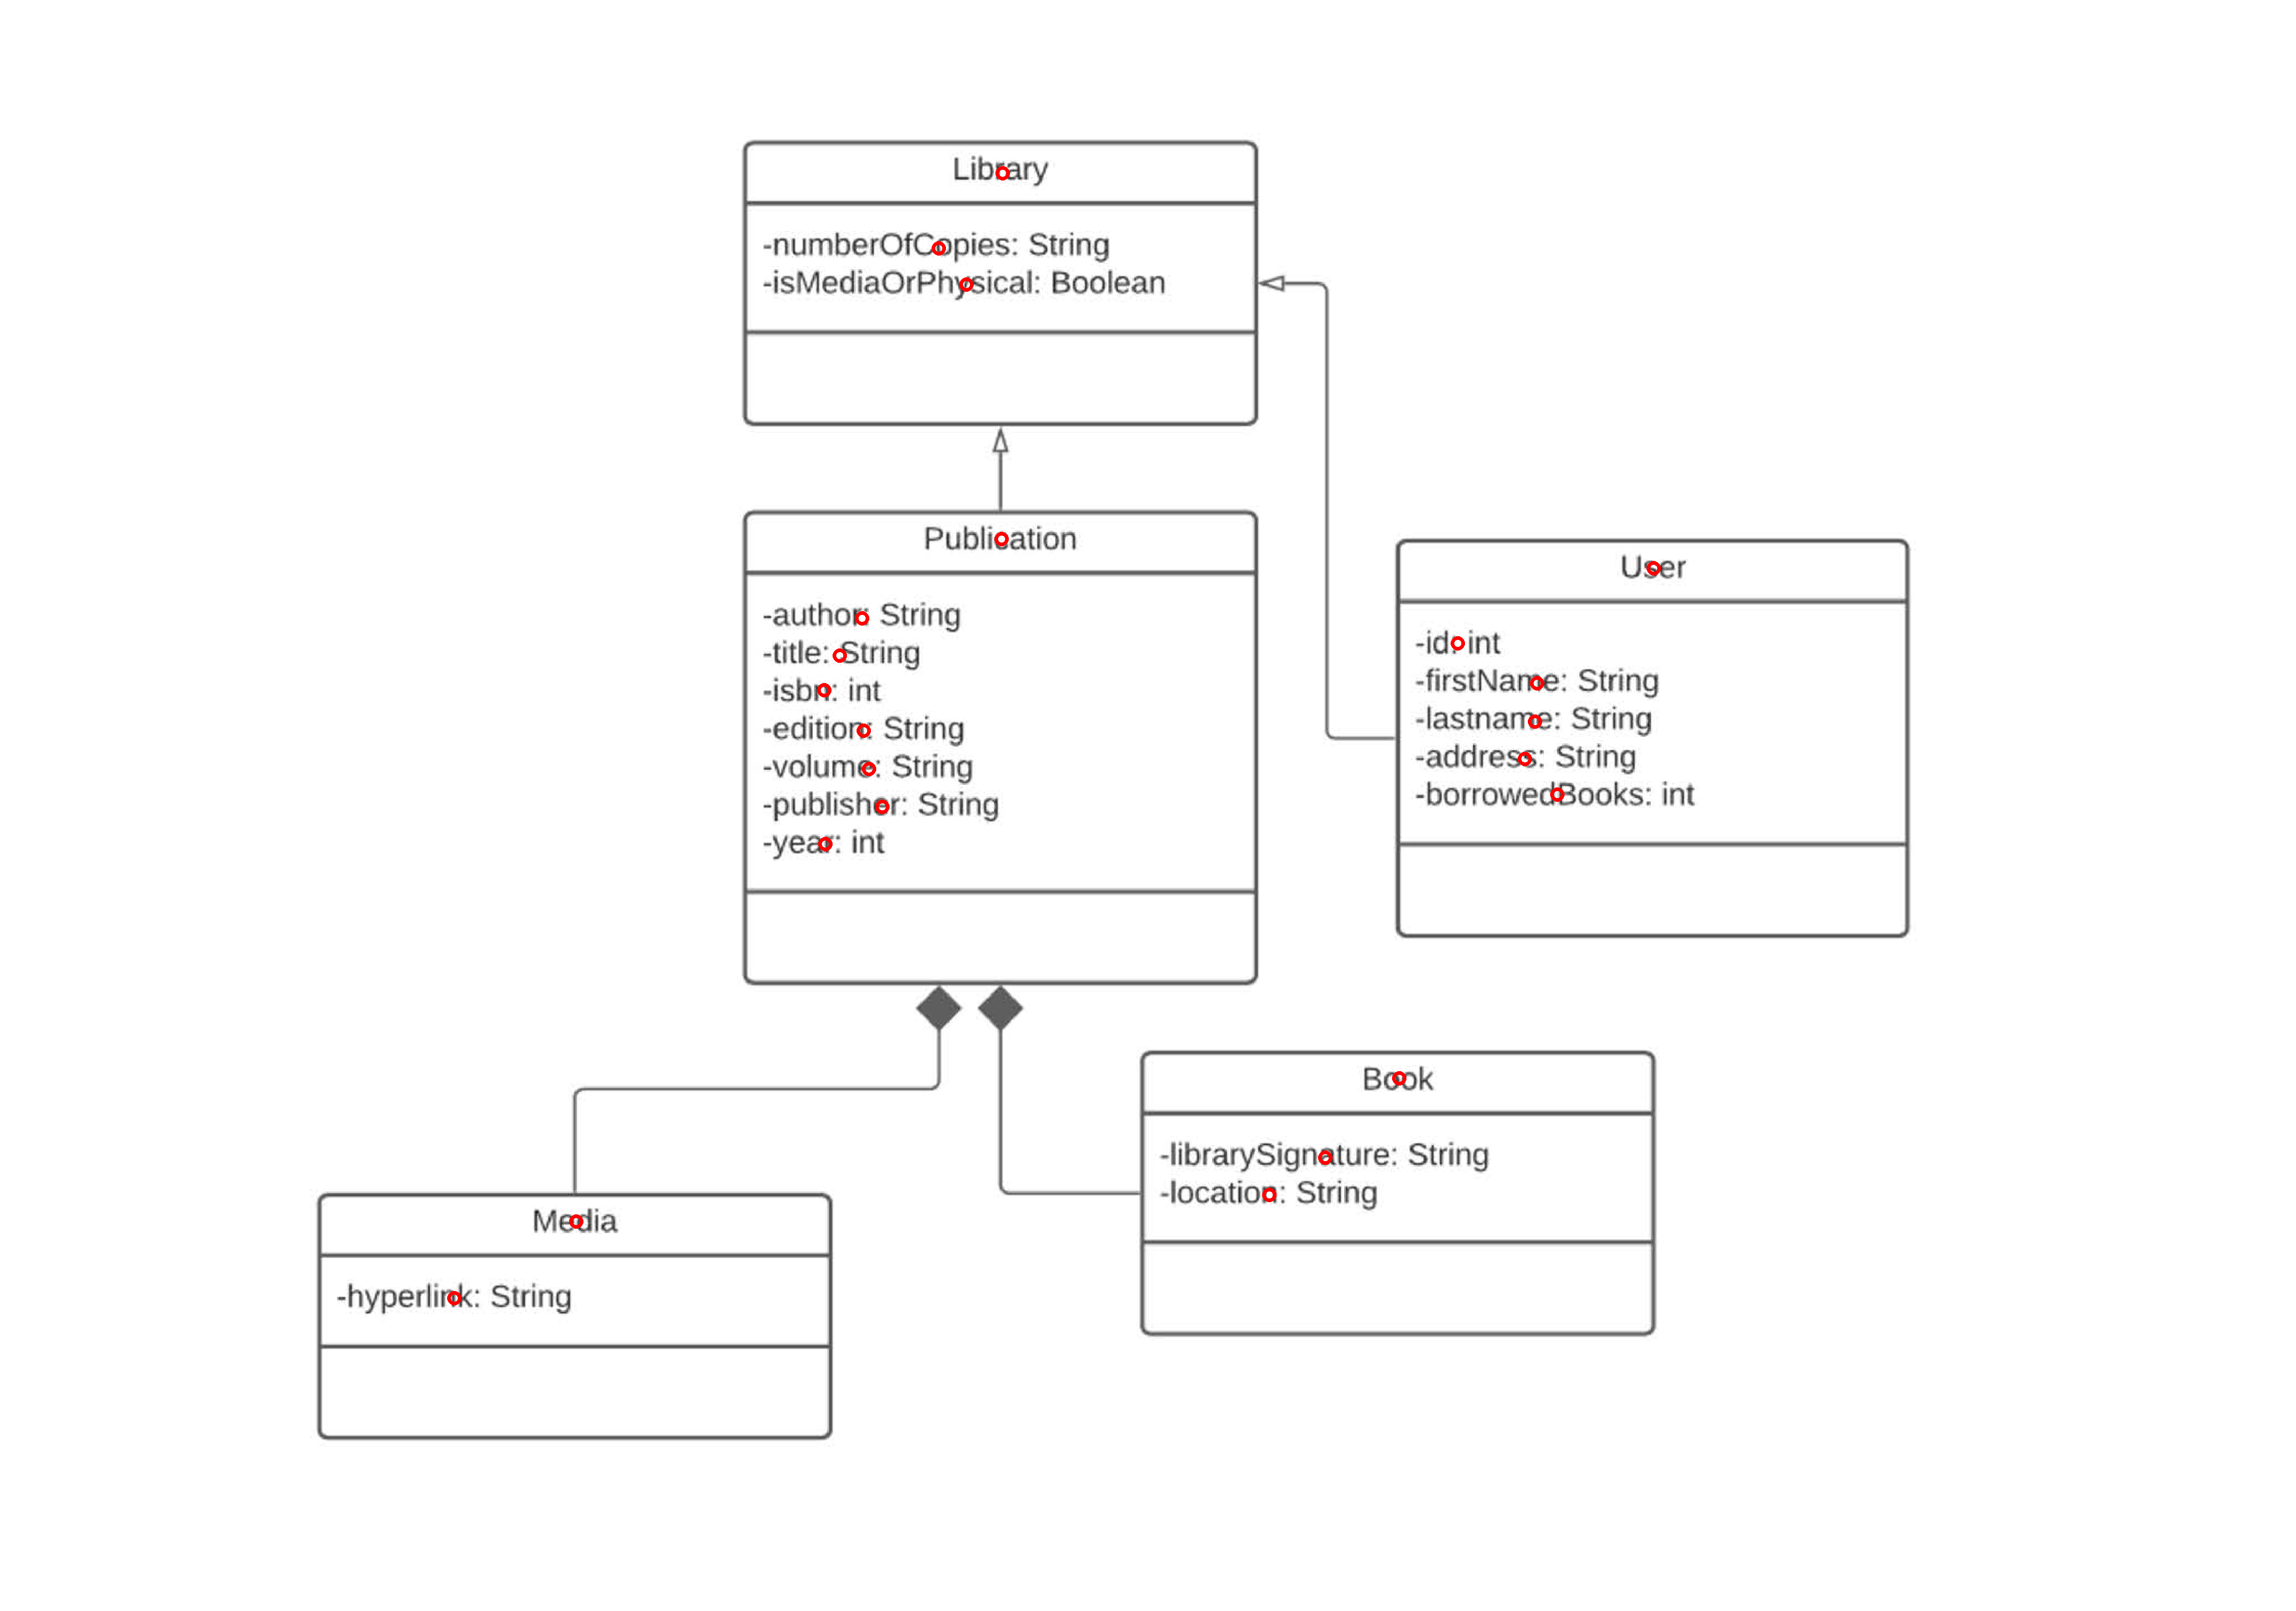 Library
-numberOfCopies: String
-isMediaOrPhysical: Boolean
Publication
-author: String
-title: String
-isbn: int
-edition: String
-volume: String
-publisher: String
-year: int
User
-id: int
-firstName: String
-lastname: String
-address: String
-borrowedBooks: int
Book
-librarySignature: String
-location: String
Media
-hyperlink: String